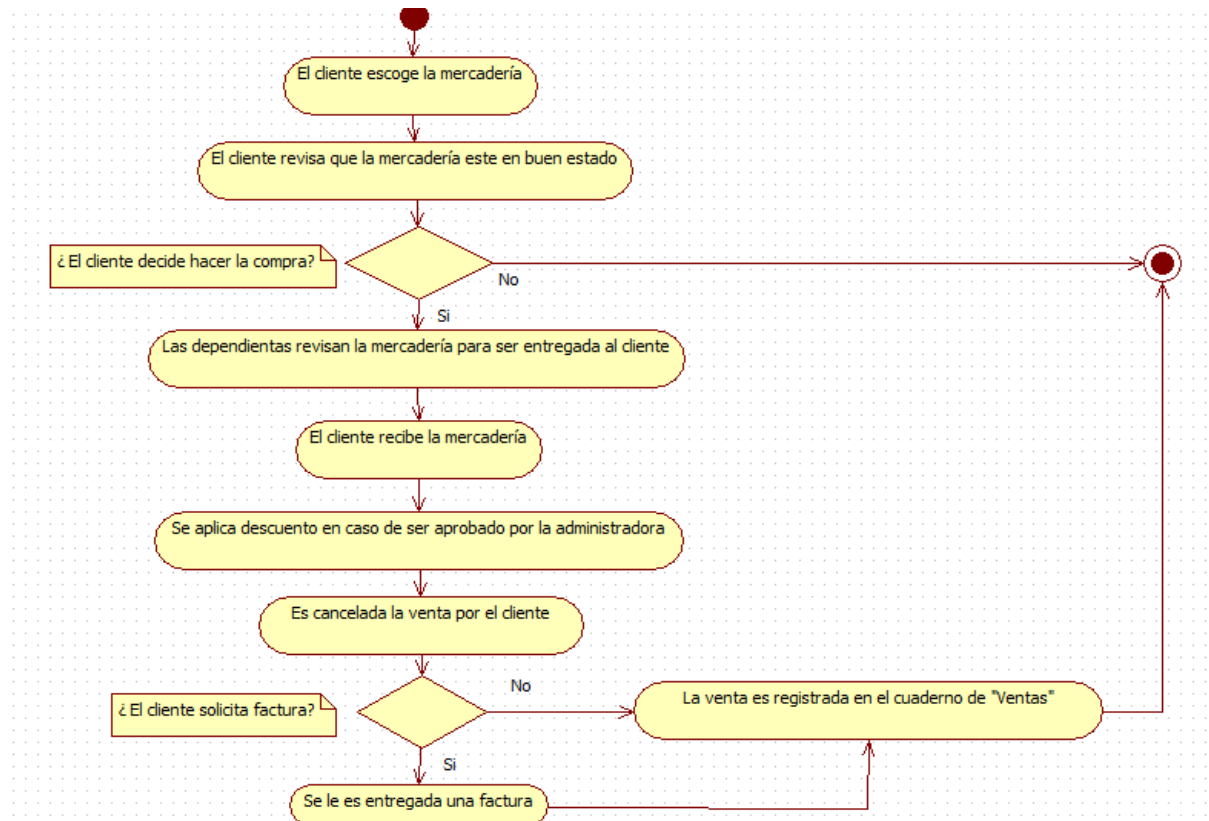 El cliente escoge la mercadería
El cliente revisa que la mercadería este en buen estado
¿El cliente decide hacer la compra?
No
Si
Las dependientas revisan la mercadería para ser entregada al cliente
El cliente recibe la mercadería
Se aplica descuento en caso de ser aprobado por la administradora
Es cancelada la venta por el cliente
¿El cliente solicita factura?
No
La venta es registrada en el cuaderno de "Ventas"
Si
Se le es entregada una factura